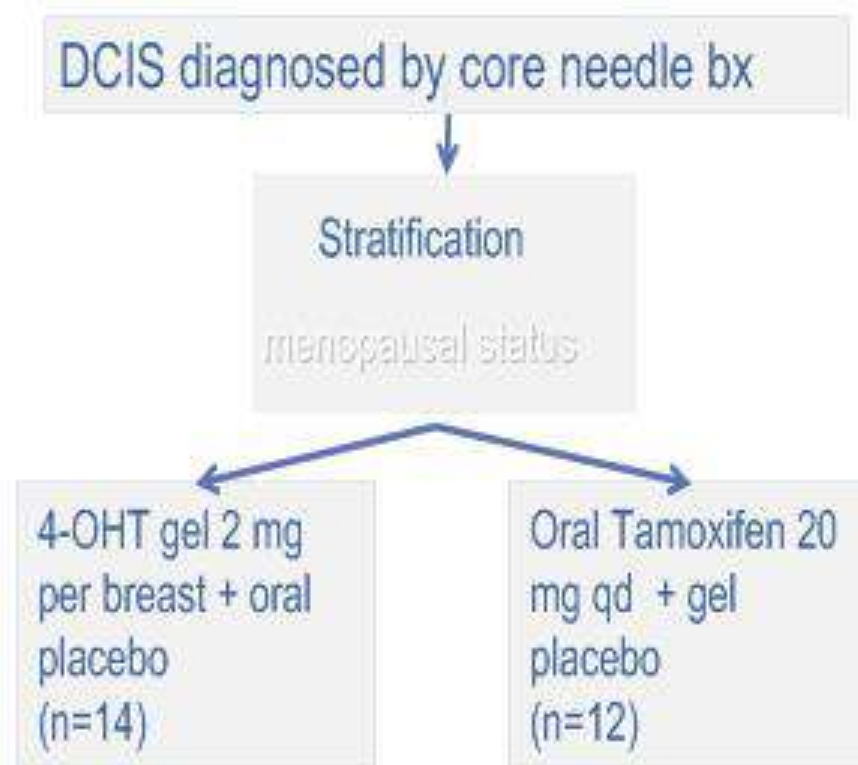 DCIS diagnosed by core needle bx
Stratification
menopausal status
4-OHT gel 2 mg
per breast + oral
placebo
(n=14)
Oral Tamoxifen 20
mg qd + gel
placebo
(n=12)